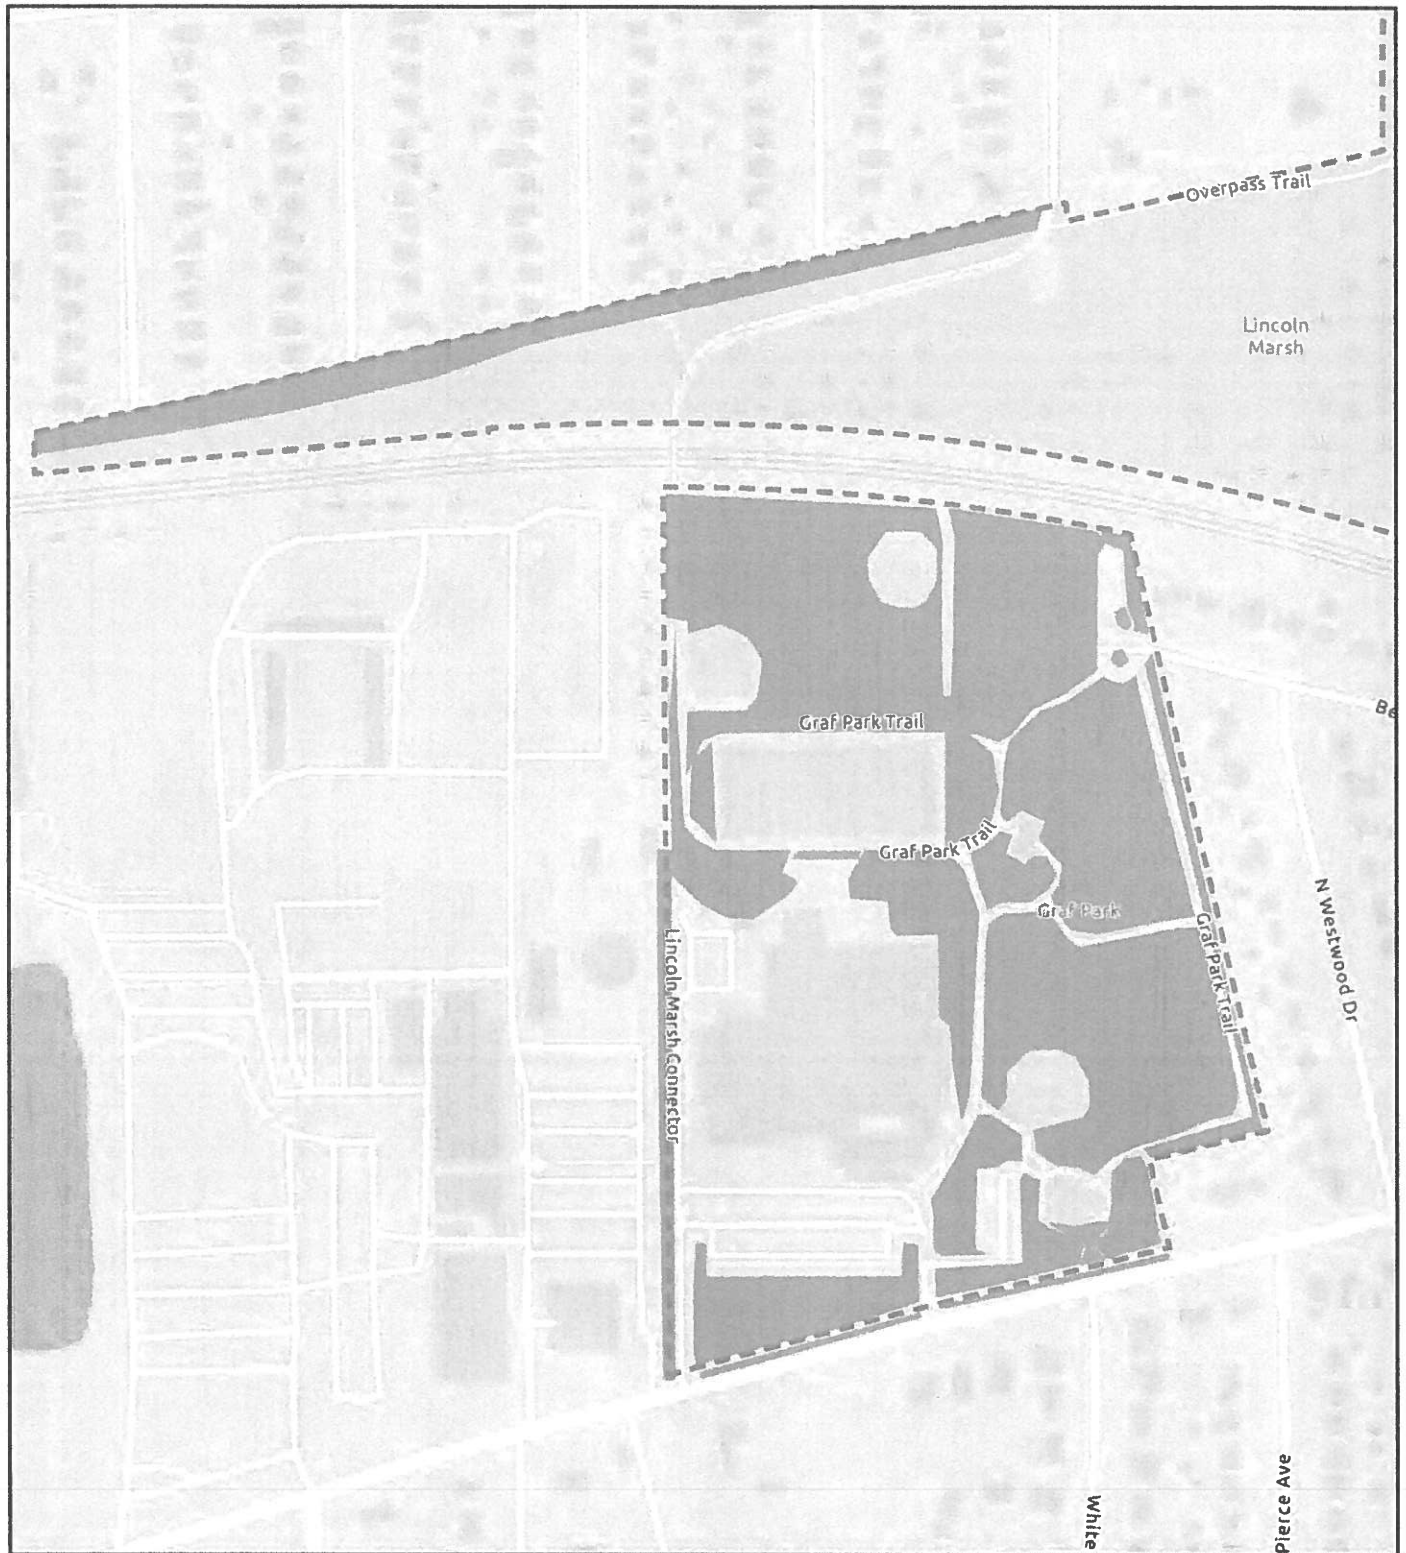 Overpass Trail
Lincoln
Marsh
Be
Graf Park Trail
Graf Park Trail
Graf Park
N Westwood Dr
Graf Park Trail
Lincoln Marsh Connector
Pierce Ave
White